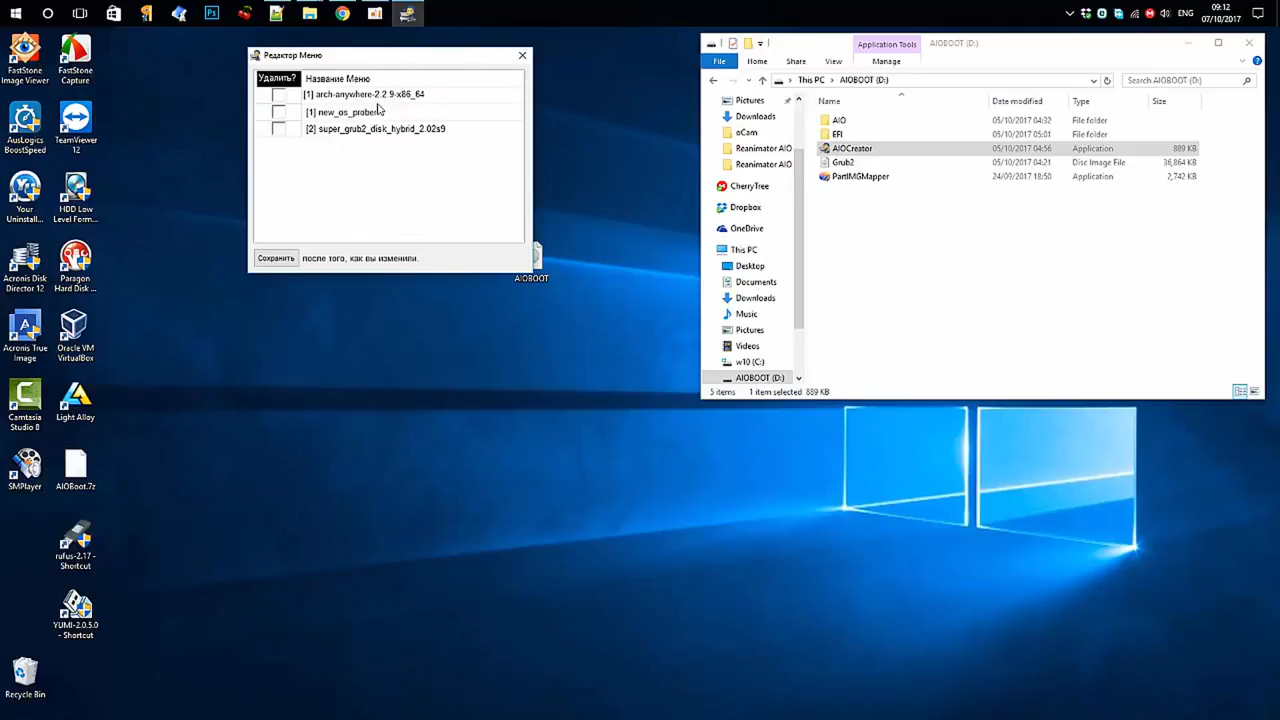 ENG
09:12
07/10/2017
FastStone Image Viewer
FastStone Capture
AusLogics BoostSpeed
TeamViewer 12
Your Uninstall...
HDD Low Level Form...
Acronis Disk Director 12
Paragon Hard Disk ...
Acronis True Image
Oracle VM VirtualBox
Camtasia Studio 8
Light Alloy
SMPlayer
AIOBoot.7z
rufus-2.17 - Shortcut
YUMI-2.0.5.0 - Shortcut
Recycle Bin
AIOBOOT
Редактор Меню
Удалить? Название Меню
[1] arch-anywhere-2.2.9-x86_64
[1] new_os_prober
[2] super_grub2_disk_hybrid_2.02s9
Сохранить после того, как вы изменили.
Application Tools
AIOBOOT (D:)
File Home Share View Manage
This PC > AIOBOOT (D:)
Search AIOBOOT (D:)
Pictures
Downloads
oCam
Reanimator AIO
Reanimator AIO
CherryTree
Dropbox
OneDrive
This PC
Desktop
Documents
Downloads
Music
Pictures
Videos
w10 (C:)
AIOBOOT (D:)
Name Date modified Type Size
AIO 05/10/2017 04:32 File folder
EFI 05/10/2017 05:01 File folder
AIOCreator 05/10/2017 04:56 Application 889 KB
Grub2 05/10/2017 04:21 Disc Image File 36,864 KB
PartIMGMapper 24/09/2017 18:50 Application 2,742 KB
5 items 1 item selected 889 KB